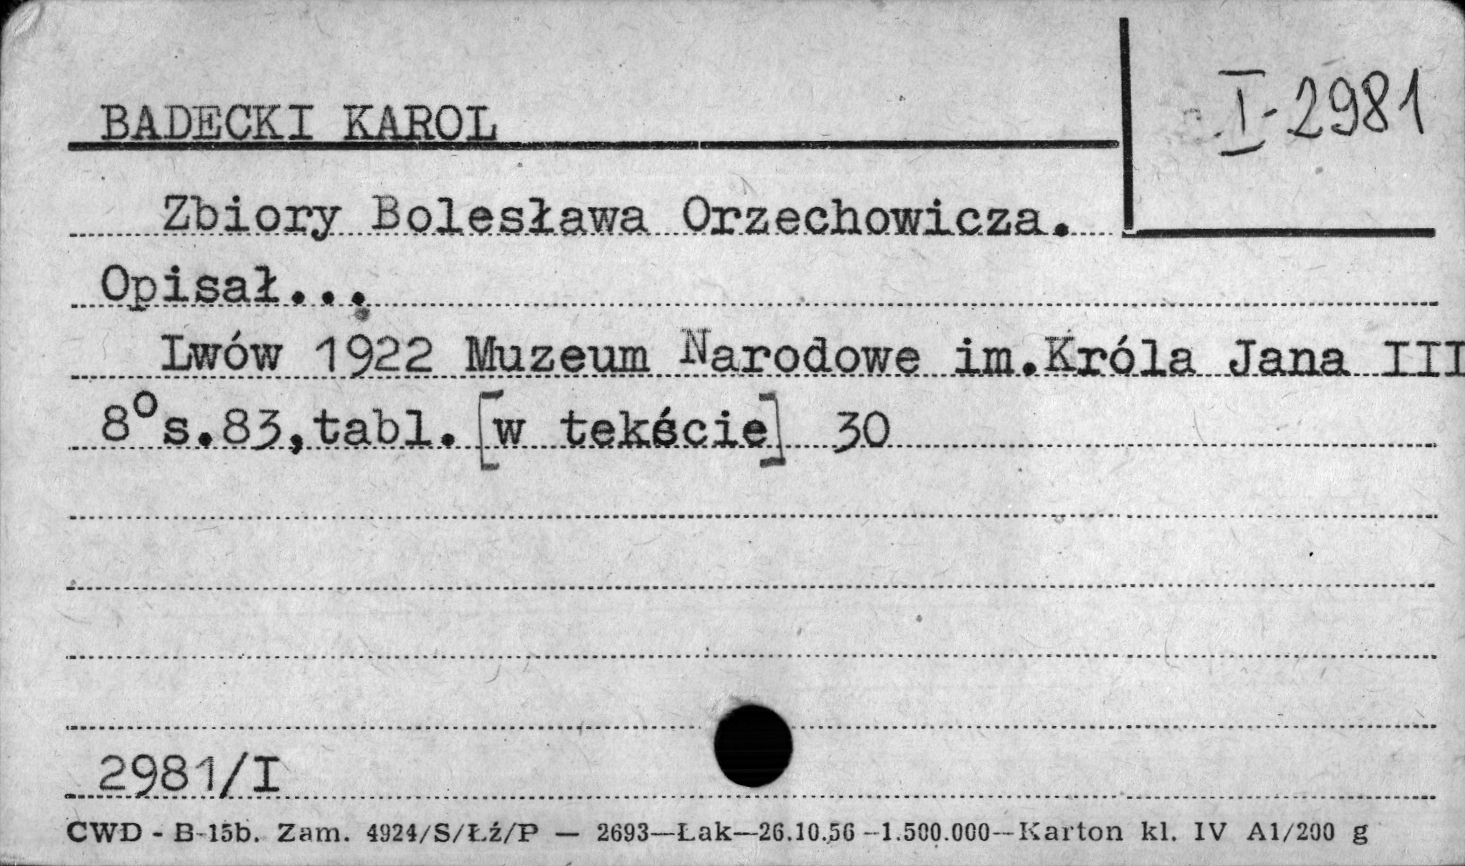 BADECKI KAROL
I-2981
Zbiory Bolesława Orzechowicza.
Opisał...
Lwów 1922 Muzeum Narodowe im.Króla Jana III
8° s.83,tabl. [w tekście] 30
2981/I
CWD - B-15b. Zam. 4924/S/Łź/P — 2693—Łak—26.10.56 —1.500.000—Karton kl. IV A1/200 g